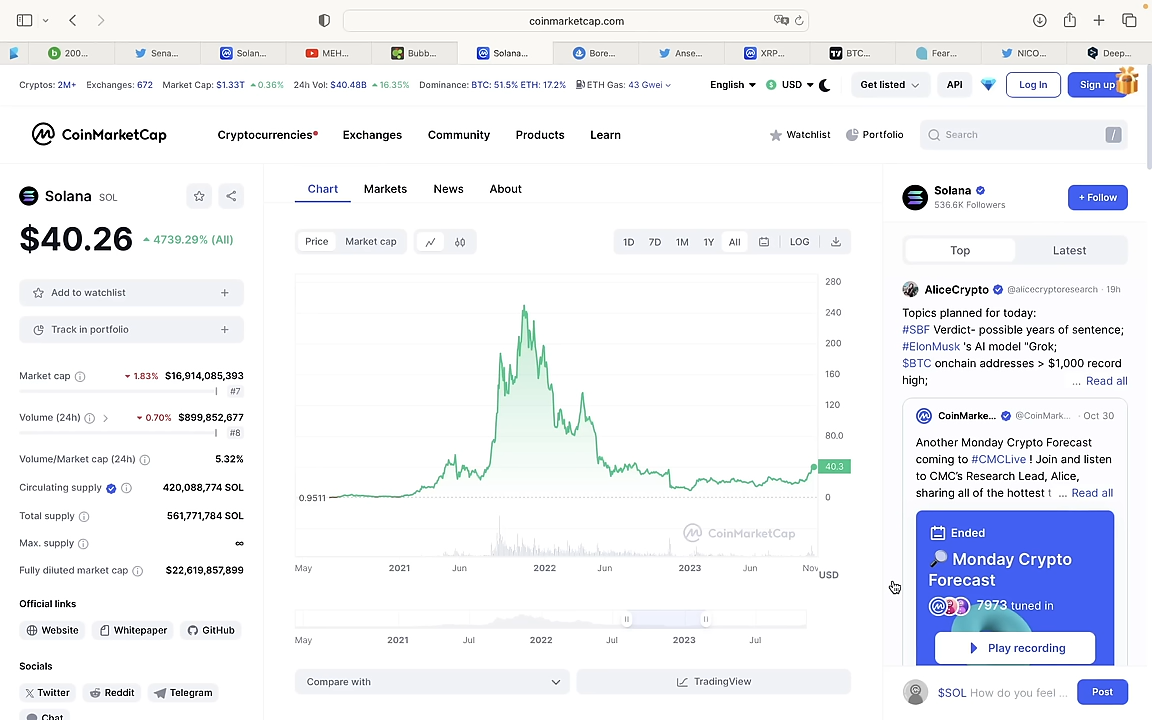 coinmarketcap.com
200...
Sena...
Solan...
MEH...
Bubb...
Solana...
Bore...
Anse...
XRP...
BTC...
Fear...
NICO...
Deep...
Cryptos: 2M+ Exchanges: 672 Market Cap: $1.33T 0.36% 24h Vol: $40.48B 16.35% Dominance: BTC: 51.5% ETH: 17.2% ETH Gas: 43 Gwei
English USD Get listed API Log In Sign up
CoinMarketCap Cryptocurrencies Exchanges Community Products Learn Watchlist Portfolio Search /
Solana SOL
$40.26 4739.29% (All)
Add to watchlist +
Track in portfolio +
Market cap 1.83% $16,914,085,393
#7
Volume (24h) 0.70% $899,852,677
#8
Volume/Market cap (24h) 5.32%
Circulating supply 420,088,774 SOL
Total supply 561,771,784 SOL
Max. supply ∞
Fully diluted market cap $22,619,857,899
Official links
Website Whitepaper GitHub
Socials
Twitter Reddit Telegram
Chat
Chart Markets News About
Price Market cap 1D 7D 1M 1Y All LOG
280
240
200
160
120
80.0
40.3
0
0.9511
CoinMarketCap
May 2021 Jun 2022 Jun 2023 Jun Nov
USD
May 2021 Jul 2022 Jul 2023 Jul
Compare with TradingView
Solana
536.6K Followers
+ Follow
Top Latest
AliceCrypto @alicecryptoresearch · 19h
Topics planned for today:
#SBF Verdict- possible years of sentence;
#ElonMusk 's AI model "Grok;
$BTC onchain addresses > $1,000 record
high; ... Read all
CoinMarke... @CoinMark... · Oct 30
Another Monday Crypto Forecast
coming to #CMCLive ! Join and listen
to CMC's Research Lead, Alice,
sharing all of the hottest t ... Read all
Ended
Monday Crypto
Forecast
7973 tuned in
Play recording
$SOL How do you feel ... Post